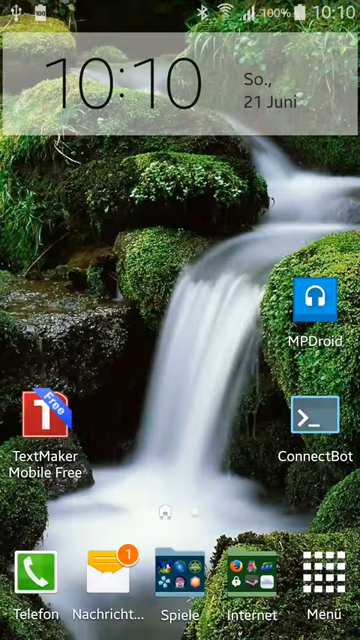 100
100%
10:10
10:10
So.,
21 Juni
MPDroid
Free
TextMaker
Mobile Free
ConnectBot
1
Telefon
Nachricht...
Spiele
Internet
Menü